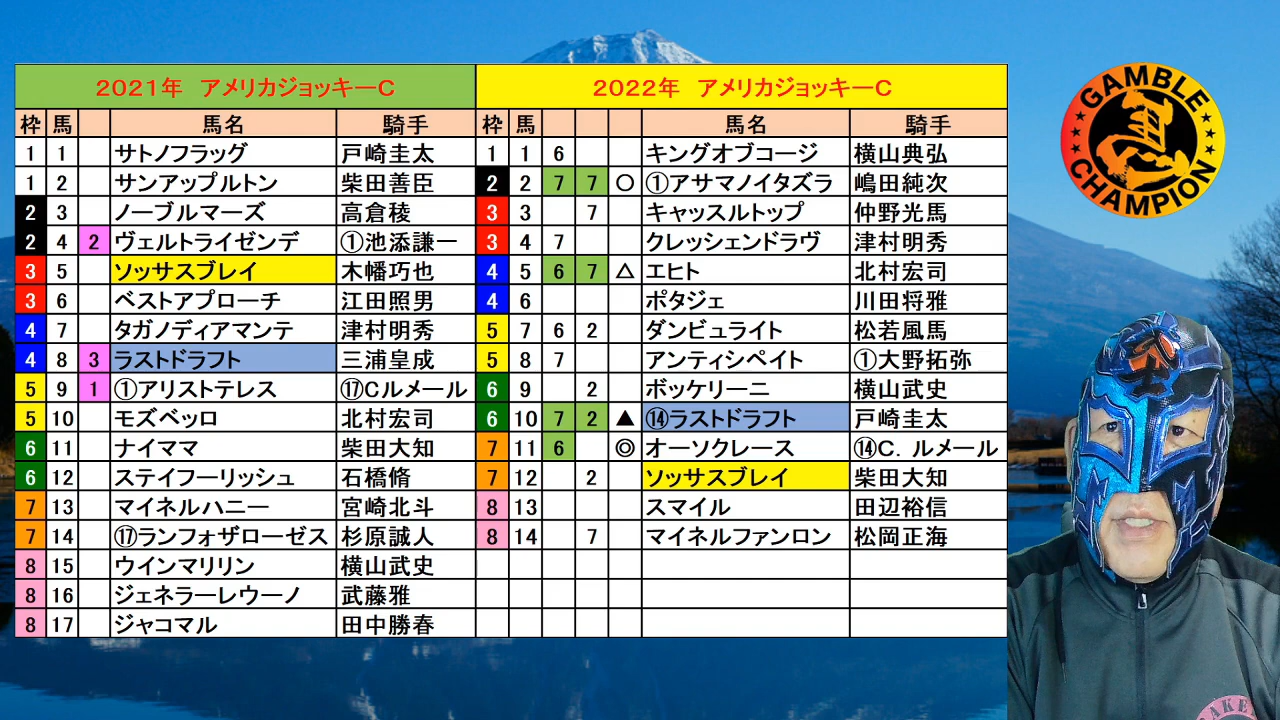 2021年 アメリカジョッキーC
枠 馬 馬名 騎手
1 1 サトノフラッグ 戸崎圭太
1 2 サンアップルトン 柴田善臣
2 3 ノーブルマーズ 高倉稜
2 4 2 ヴェルトライゼンデ ①池添謙一
3 5 ソッサスブレイ 木幡巧也
3 6 ベストアプローチ 江田照男
4 7 タガノディアマンテ 津村明秀
4 8 3 ラストドラフト 三浦皇成
5 9 1 ①アリストテレス ⑰Cルメール
5 10 モズベッロ 北村宏司
6 11 ナイママ 柴田大知
6 12 ステイフーリッシュ 石橋脩
7 13 マイネルハニー 宮崎北斗
7 14 ⑰ランフォザローゼス 杉原誠人
8 15 ウインマリリン 横山武史
8 16 ジェネラーレウーノ 武藤雅
8 17 ジャコマル 田中勝春
2022年 アメリカジョッキーC
枠 馬 馬名 騎手
1 1 6 キングオブコージ 横山典弘
2 2 7 7 ○ ①アサマノイタズラ 嶋田純次
3 3 7 キャッスルトップ 仲野光馬
3 4 7 クレッシェンドラヴ 津村明秀
4 5 6 7 △ エヒト 北村宏司
4 6 ポタジェ 川田将雅
5 7 6 2 ダンビュライト 松若風馬
5 8 7 アンティシペイト ①大野拓弥
6 9 2 ボッケリーニ 横山武史
6 10 7 2 ▲ ⑭ラストドラフト 戸崎圭太
7 11 6 ◎ オーソクレース ⑭C．ルメール
7 12 2 ソッサスブレイ 柴田大知
8 13 スマイル 田辺裕信
8 14 7 マイネルファンロン 松岡正海
GAMBLE
CHAMPION